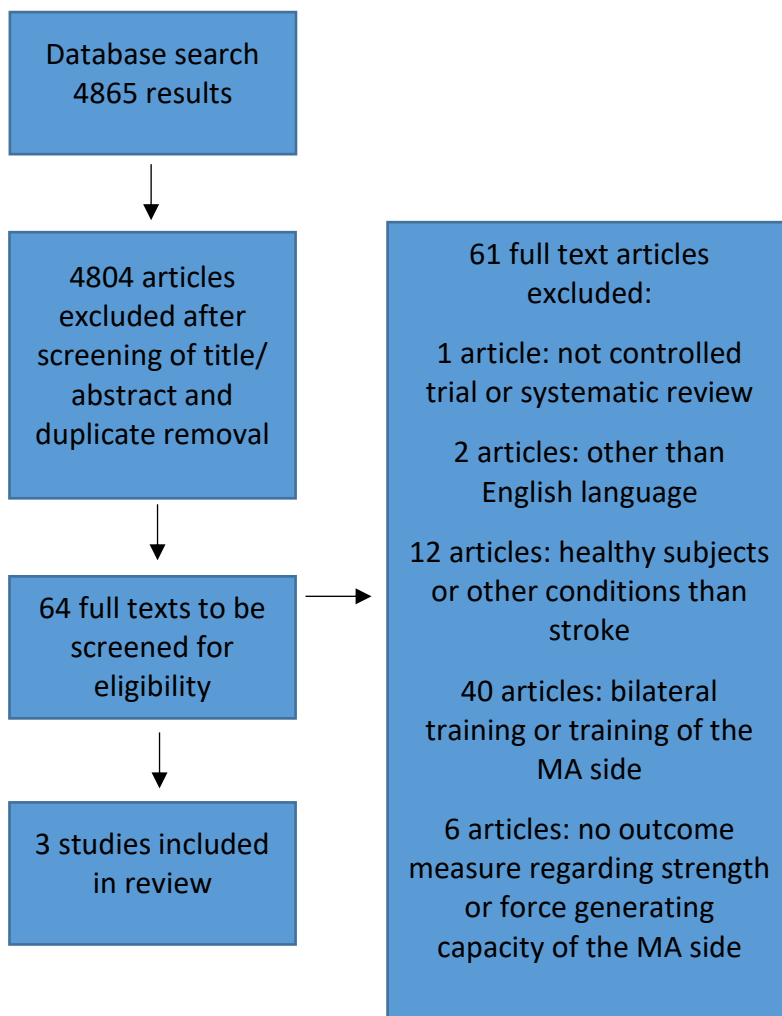 Database search
4865 results
4804 articles
excluded after
screening of title/
abstract and
duplicate removal
64 full texts to be
screened for
eligibility
3 studies included
in review
61 full text articles
excluded:
1 article: not controlled
trial or systematic review
2 articles: other than
English language
12 articles: healthy subjects
or other conditions than
stroke
40 articles: bilateral
training or training of the
MA side
6 articles: no outcome
measure regarding strength
or force generating
capacity of the MA side